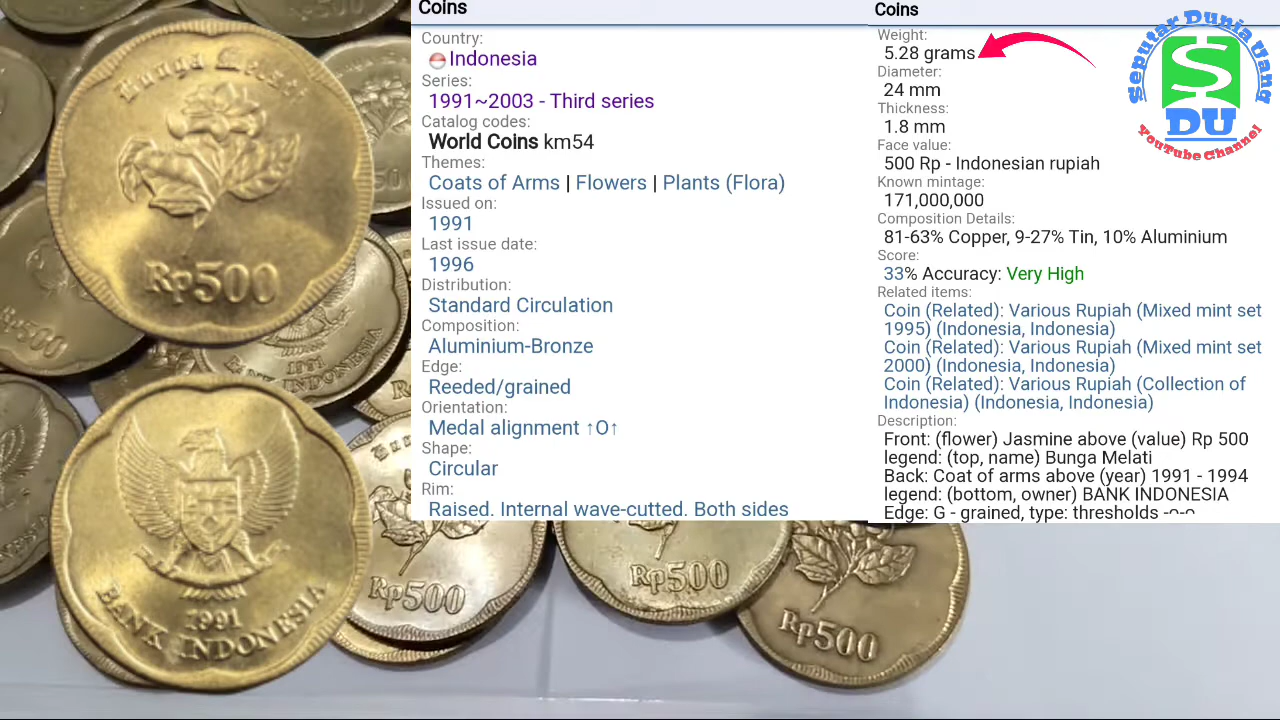 Coins
Country:
Indonesia
Series:
1991~2003 - Third series
Catalog codes:
World Coins km54
Themes:
Coats of Arms | Flowers | Plants (Flora)
Issued on:
1991
Last issue date:
1996
Distribution:
Standard Circulation
Composition:
Aluminium-Bronze
Edge:
Reeded/grained
Orientation:
Medal alignment ↑O↑
Shape:
Circular
Rim:
Raised. Internal wave-cutted. Both sides
Coins
Weight:
5.28 grams
Diameter:
24 mm
Thickness:
1.8 mm
Face value:
500 Rp - Indonesian rupiah
Known mintage:
171,000,000
Composition Details:
81-63% Copper, 9-27% Tin, 10% Aluminium
Score:
33% Accuracy: Very High
Related items:
Coin (Related): Various Rupiah (Mixed mint set
1995) (Indonesia, Indonesia)
Coin (Related): Various Rupiah (Mixed mint set
2000) (Indonesia, Indonesia)
Coin (Related): Various Rupiah (Collection of
Indonesia) (Indonesia, Indonesia)
Description:
Front: (flower) Jasmine above (value) Rp 500
legend: (top, name) Bunga Melati
Back: Coat of arms above (year) 1991 - 1994
legend: (bottom, owner) BANK INDONESIA
Edge: G - grained, type: thresholds -o-o
Seputar Dunia Uang
S
DU
YouTube Channel
Bunga Melati
Rp500
1991
BANK INDONESIA
Rp500
1991
Rp500
Rp500
Rp500